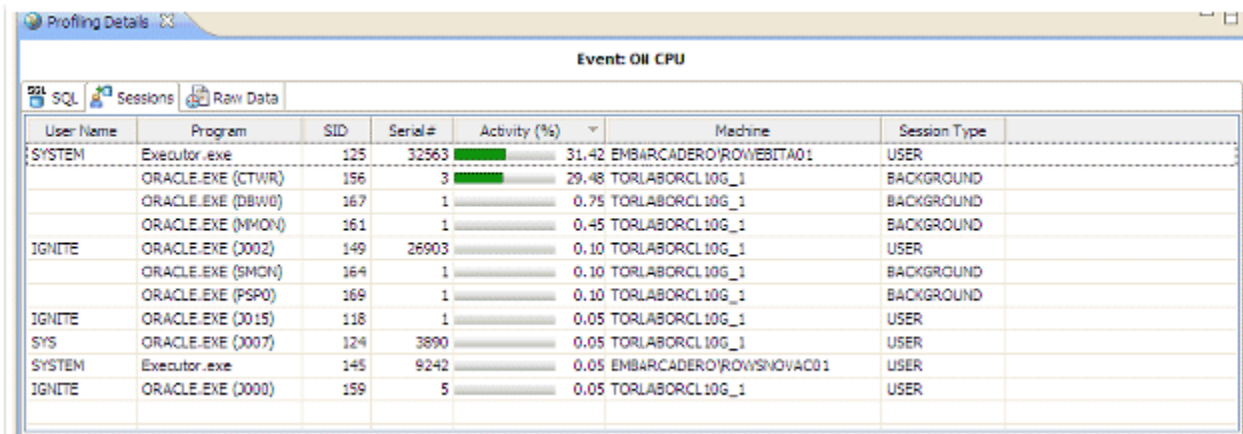 Profiling Details
Event: On CPU
SQL Sessions Raw Data
User Name Program SID Serial# Activity (%) Machine Session Type
SYSTEM Executor.exe 125 32563 31.42 EMBARCADERO\ROWEBITA01 USER
ORACLE.EXE (CTWR) 156 3 29.48 TORLABORCL10G_1 BACKGROUND
ORACLE.EXE (DBW0) 167 1 0.75 TORLABORCL10G_1 BACKGROUND
ORACLE.EXE (MMON) 161 1 0.45 TORLABORCL10G_1 BACKGROUND
IGNITE ORACLE.EXE (J002) 149 26903 0.10 TORLABORCL10G_1 USER
ORACLE.EXE (SMON) 164 1 0.10 TORLABORCL10G_1 BACKGROUND
ORACLE.EXE (PSP0) 169 1 0.10 TORLABORCL10G_1 BACKGROUND
IGNITE ORACLE.EXE (J015) 118 1 0.05 TORLABORCL10G_1 USER
SYS ORACLE.EXE (J007) 124 3890 0.05 TORLABORCL10G_1 USER
SYSTEM Executor.exe 145 9242 0.05 EMBARCADERO\ROWSNOVAC01 USER
IGNITE ORACLE.EXE (J000) 159 5 0.05 TORLABORCL10G_1 USER